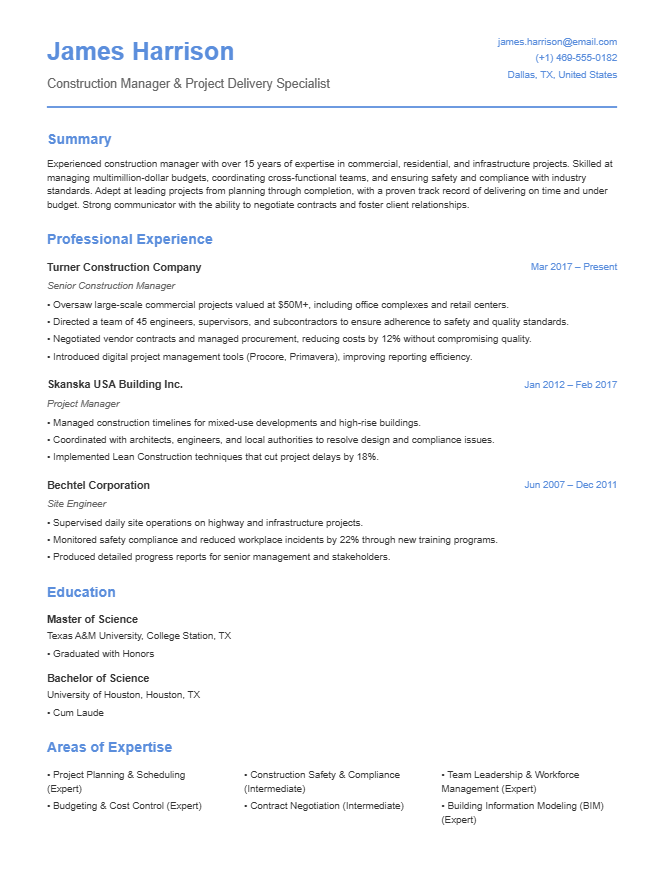 James Harrison
Construction Manager & Project Delivery Specialist
james.harrison@email.com
(+1) 469-555-0182
Dallas, TX, United States
Summary
Experienced construction manager with over 15 years of expertise in commercial, residential, and infrastructure projects. Skilled at
managing multimillion-dollar budgets, coordinating cross-functional teams, and ensuring safety and compliance with industry
standards. Adept at leading projects from planning through completion, with a proven track record of delivering on time and under
budget. Strong communicator with the ability to negotiate contracts and foster client relationships.
Professional Experience
Turner Construction Company Mar 2017 – Present
Senior Construction Manager
• Oversaw large-scale commercial projects valued at $50M+, including office complexes and retail centers.
• Directed a team of 45 engineers, supervisors, and subcontractors to ensure adherence to safety and quality standards.
• Negotiated vendor contracts and managed procurement, reducing costs by 12% without compromising quality.
• Introduced digital project management tools (Procore, Primavera), improving reporting efficiency.
Skanska USA Building Inc. Jan 2012 – Feb 2017
Project Manager
• Managed construction timelines for mixed-use developments and high-rise buildings.
• Coordinated with architects, engineers, and local authorities to resolve design and compliance issues.
• Implemented Lean Construction techniques that cut project delays by 18%.
Bechtel Corporation Jun 2007 – Dec 2011
Site Engineer
• Supervised daily site operations on highway and infrastructure projects.
• Monitored safety compliance and reduced workplace incidents by 22% through new training programs.
• Produced detailed progress reports for senior management and stakeholders.
Education
Master of Science
Texas A&M University, College Station, TX
• Graduated with Honors
Bachelor of Science
University of Houston, Houston, TX
• Cum Laude
Areas of Expertise
• Project Planning & Scheduling
(Expert)
• Budgeting & Cost Control (Expert)
• Construction Safety & Compliance
(Intermediate)
• Contract Negotiation (Intermediate)
• Team Leadership & Workforce
Management (Expert)
• Building Information Modeling (BIM)
(Expert)